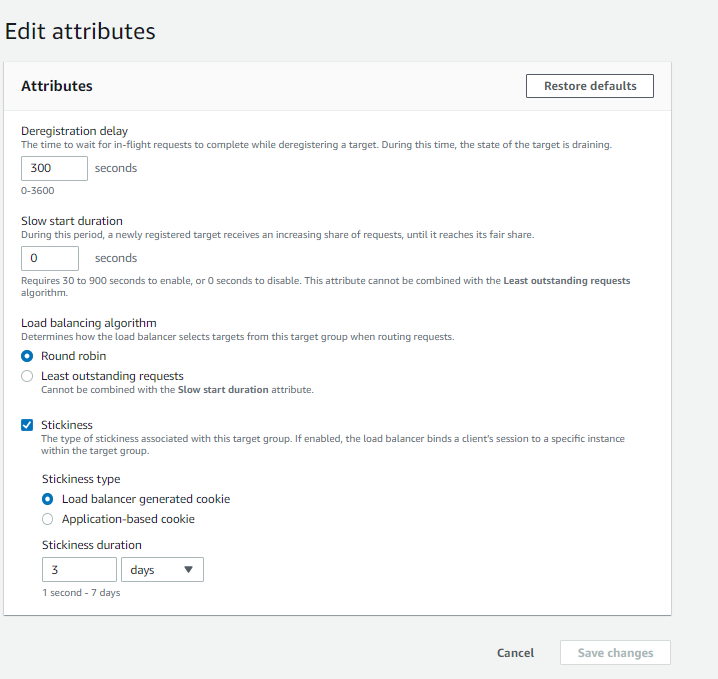 Edit attributes
Attributes
Restore defaults
Deregistration delay
The time to wait for in-flight requests to complete while deregistering a target. During this time, the state of the target is draining.
300 seconds
0-3600
Slow start duration
During this period, a newly registered target receives an increasing share of requests, until it reaches its fair share.
0 seconds
Requires 30 to 900 seconds to enable, or 0 seconds to disable. This attribute cannot be combined with the Least outstanding requests
algorithm.
Load balancing algorithm
Determines how the load balancer selects targets from this target group when routing requests.
Round robin
Least outstanding requests
Cannot be combined with the Slow start duration attribute.
Stickiness
The type of stickiness associated with this target group. If enabled, the load balancer binds a client's session to a specific instance
within the target group.
Stickiness type
Load balancer generated cookie
Application-based cookie
Stickiness duration
3 days
1 second - 7 days
Cancel Save changes